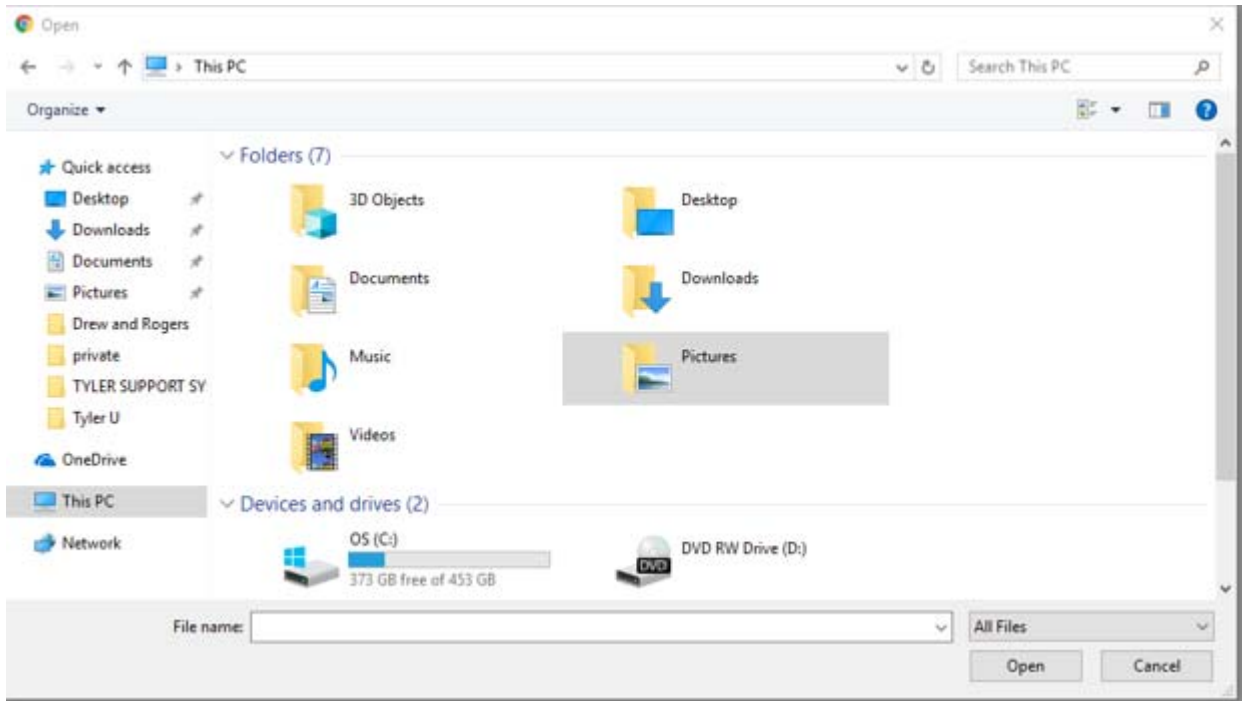 Open
This PC
Search This PC
Organize
Quick access
Desktop
Downloads
Documents
Pictures
Drew and Rogers
private
TYLER SUPPORT SY
Tyler U
OneDrive
This PC
Network
Folders (7)
3D Objects
Desktop
Documents
Downloads
Music
Pictures
Videos
Devices and drives (2)
OS (C:)
373 GB free of 453 GB
DVD RW Drive (D:)
DVD
File name:
All Files
Open
Cancel